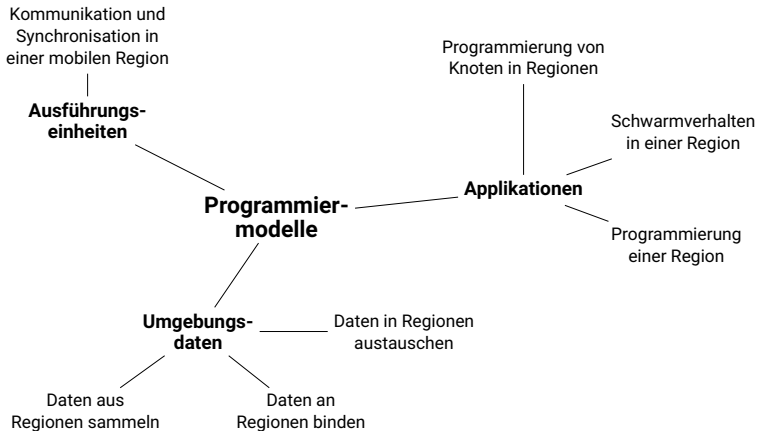 Kommunikation und
Synchronisation in
einer mobilen Region
Ausführungs-
einheiten
Programmierung von
Knoten in Regionen
Schwarmverhalten
in einer Region
Applikationen
Programmier-
modelle
Programmierung
einer Region
Umgebungs-
daten
Daten in Regionen
austauschen
Daten aus
Regionen sammeln
Daten an
Regionen binden